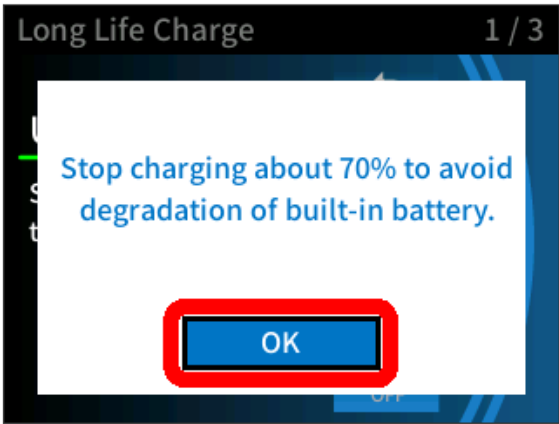 Long Life Charge 1 / 3
Stop charging about 70% to avoid
degradation of built-in battery.
OK